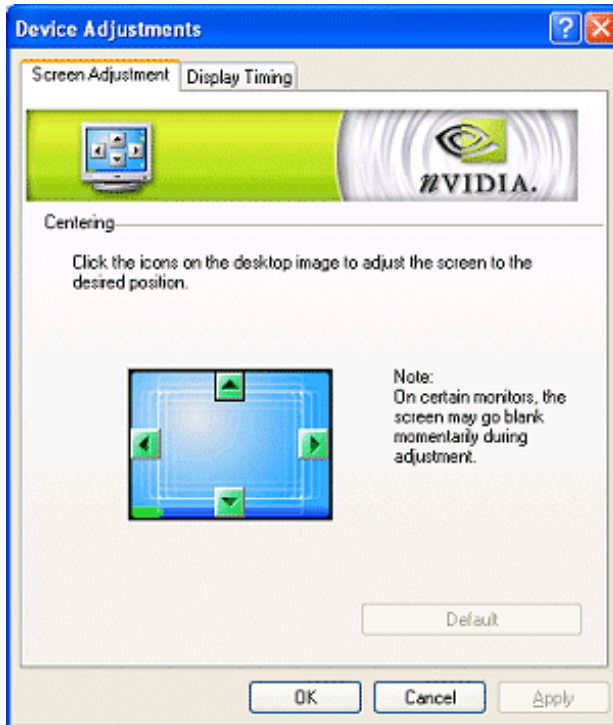 Device Adjustments
Screen Adjustment
Display Timing
nVIDIA.
Centering
Click the icons on the desktop image to adjust the screen to the
desired position.
Note:
On certain monitors, the
screen may go blank
momentarily during
adjustment.
Default
OK
Cancel
Apply